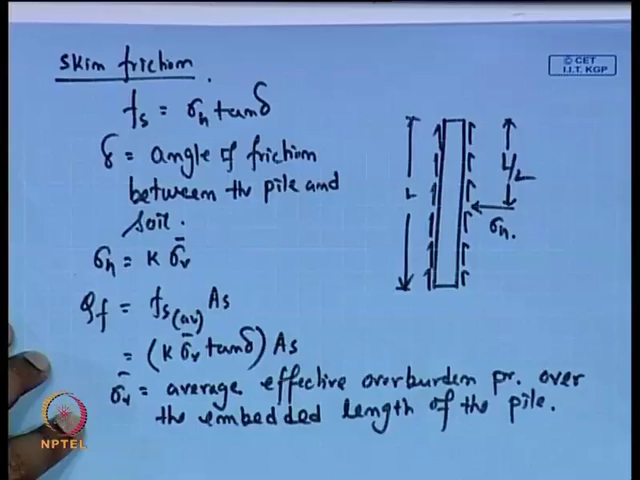 skin friction.
© CET
I.I.T. KGP
fs = σh tanδ
δ = angle of friction
between the pile and
soil.
σh = K σ̄v
Qf = fs(av) As
= (K σ̄v tanδ) As
σ̄v = average effective overburden pr. over
the embedded length of the pile.
L
L/2
σh.
NPTEL